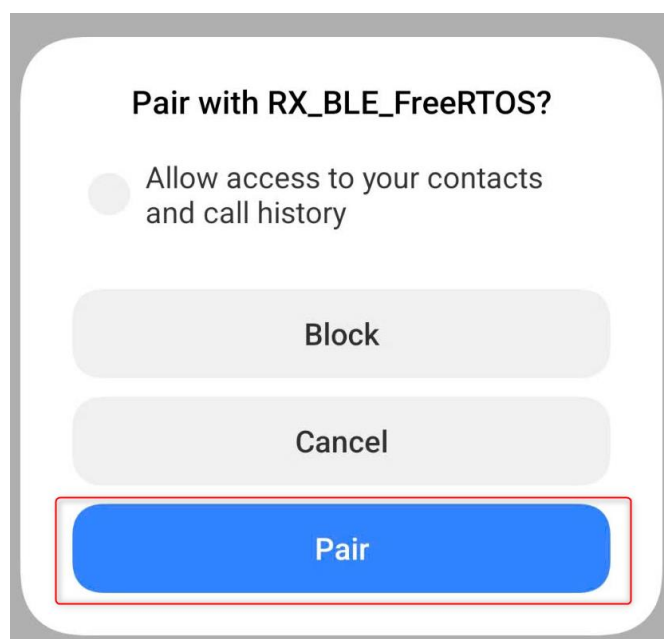 Pair with RX_BLE_FreeRTOS?
Allow access to your contacts
and call history
Block
Cancel
Pair